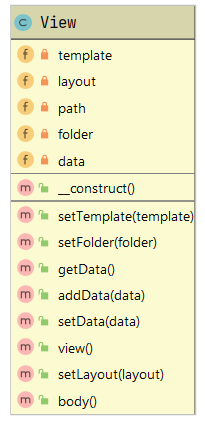 C View
f template
f layout
f path
f folder
f data
m __construct()
m setTemplate(template)
m setFolder(folder)
m getData()
m addData(data)
m setData(data)
m view()
m setLayout(layout)
m body()